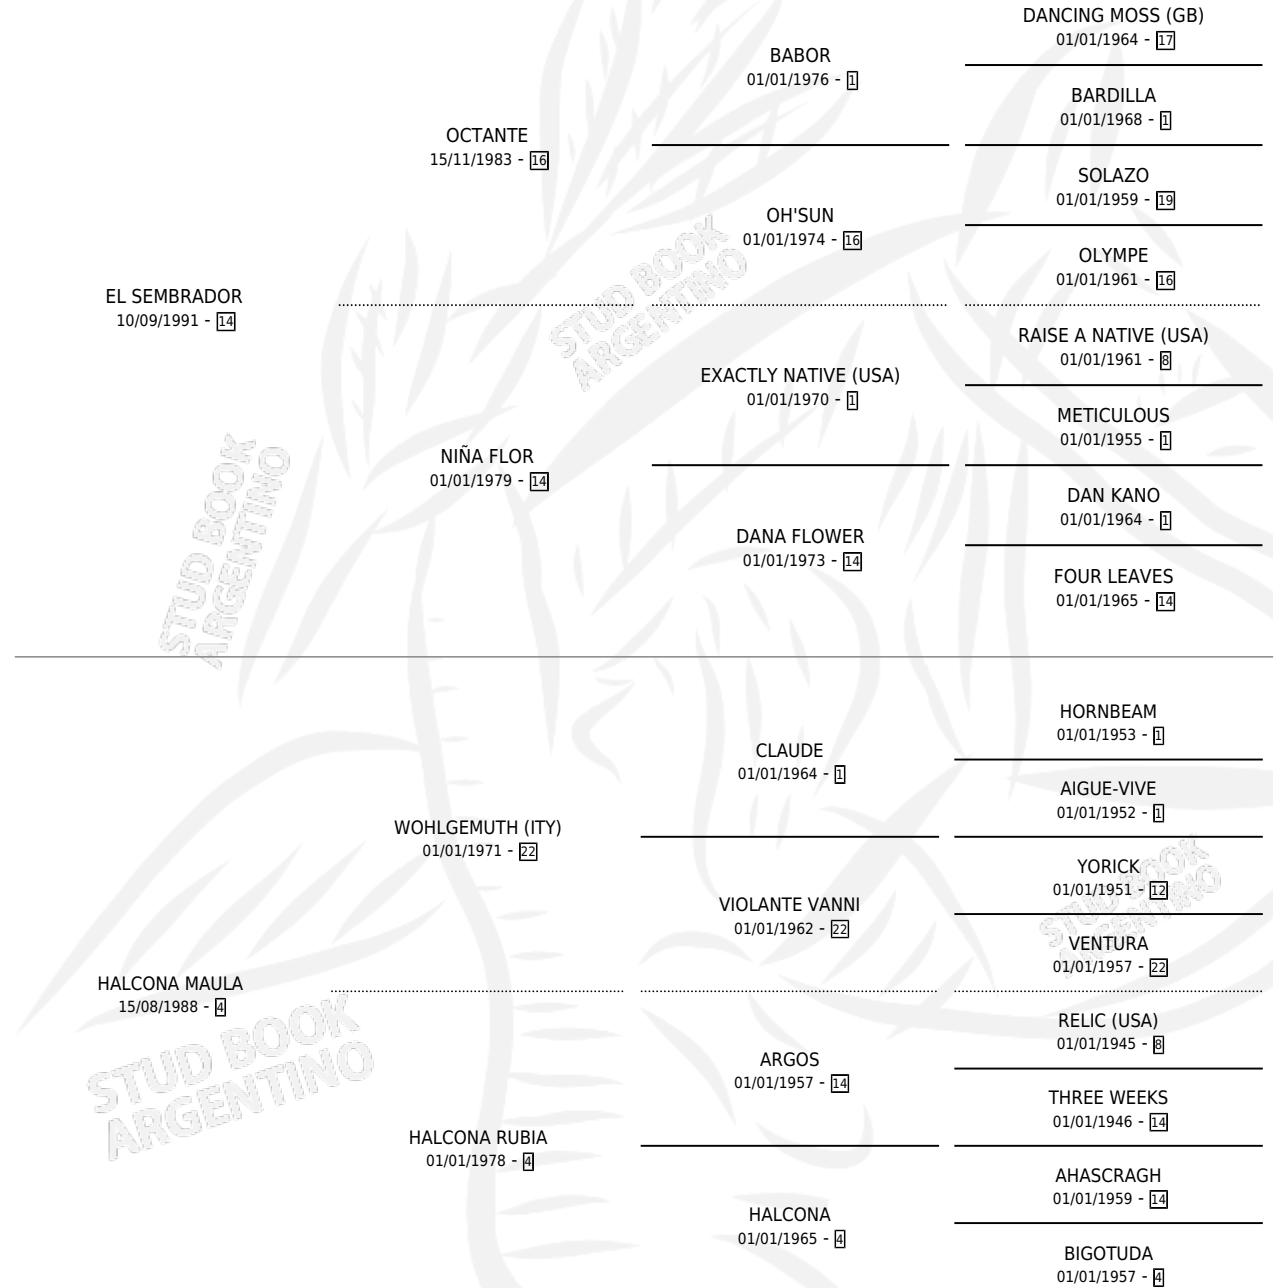 DANCING MOSS (GB)
01/01/1964 - 17
BABOR
01/01/1976 - 1
BARDILLA
01/01/1968 - 1
OCTANTE
15/11/1983 - 16
SOLAZO
01/01/1959 - 19
OH'SUN
01/01/1974 - 16
OLYMPE
01/01/1961 - 16
EL SEMBRADOR
10/09/1991 - 14
RAISE A NATIVE (USA)
01/01/1961 - 8
EXACTLY NATIVE (USA)
01/01/1970 - 1
METICULOUS
01/01/1955 - 1
NIÑA FLOR
01/01/1979 - 14
DAN KANO
01/01/1964 - 1
DANA FLOWER
01/01/1973 - 14
FOUR LEAVES
01/01/1965 - 14
HORNBEAM
01/01/1953 - 1
CLAUDE
01/01/1964 - 1
AIGUE-VIVE
01/01/1952 - 1
WOHLGEMUTH (ITY)
01/01/1971 - 22
YORICK
01/01/1951 - 12
VIOLANTE VANNI
01/01/1962 - 22
VENTURA
01/01/1957 - 22
HALCONA MAULA
15/08/1988 - 4
RELIC (USA)
01/01/1945 - 8
ARGOS
01/01/1957 - 14
THREE WEEKS
01/01/1946 - 14
HALCONA RUBIA
01/01/1978 - 4
AHASCRAGH
01/01/1959 - 14
HALCONA
01/01/1965 - 4
BIGOTUDA
01/01/1957 - 4
STUD BOOK
ARGENTINO
STUD BOOK
ARGENTINO
STUD BOOK
ARGENTINO
STUD BOOK
ARGENTINO